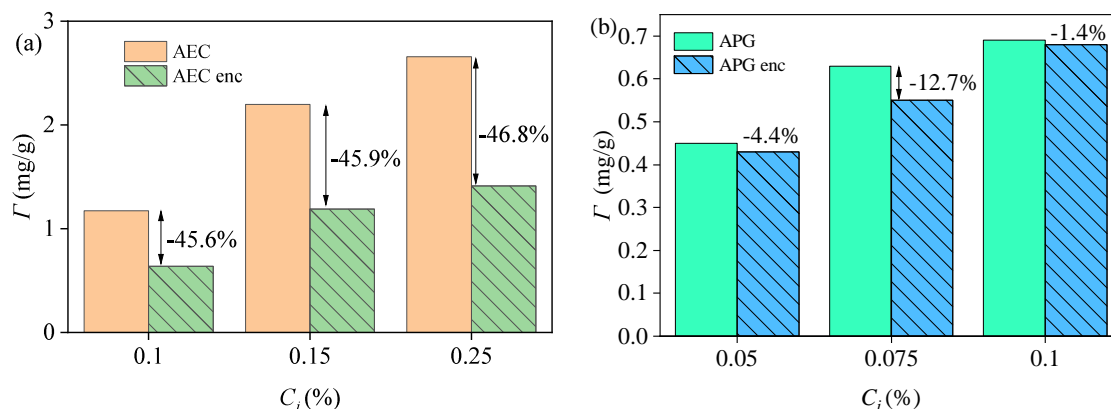 (a)
AEC
AEC enc
3
2
1
0
Γ (mg/g)
-45.6%
-45.9%
-46.8%
0.1
0.15
0.25
C_i (%)
(b)
APG
APG enc
0.7
0.6
0.5
0.4
0.3
0.2
0.1
0.0
Γ (mg/g)
-4.4%
-12.7%
-1.4%
0.05
0.075
0.1
C_i (%)